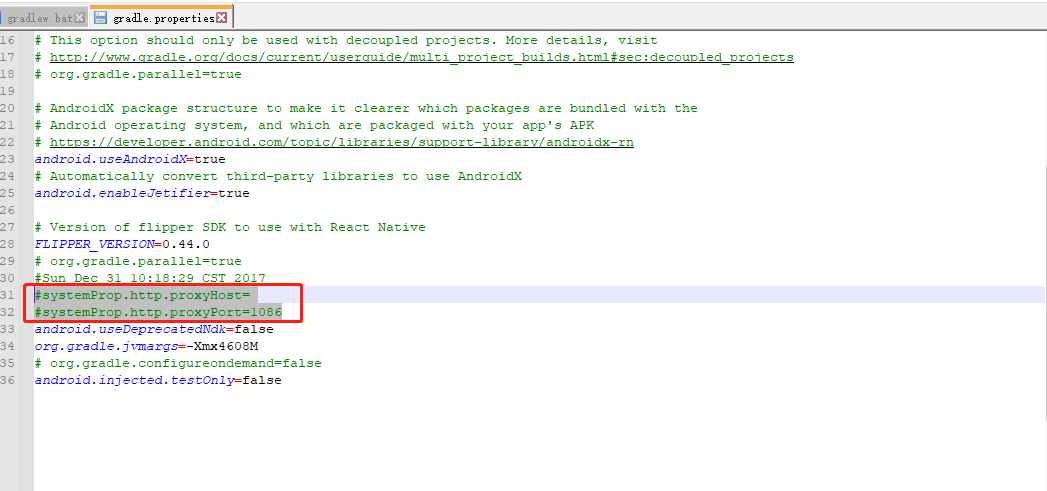 gradlew.bat gradle.properties
16 # This option should only be used with decoupled projects. More details, visit
17 # http://www.gradle.org/docs/current/userguide/multi_project_builds.html#sec:decoupled_projects
18 # org.gradle.parallel=true
19
20 # AndroidX package structure to make it clearer which packages are bundled with the
21 # Android operating system, and which are packaged with your app's APK
22 # https://developer.android.com/topic/libraries/support-library/androidx-rn
23 android.useAndroidX=true
24 # Automatically convert third-party libraries to use AndroidX
25 android.enableJetifier=true
26
27 # Version of flipper SDK to use with React Native
28 FLIPPER_VERSION=0.44.0
29 # org.gradle.parallel=true
30 #Sun Dec 31 10:18:29 CST 2017
31 #systemProp.http.proxyHost=
32 #systemProp.http.proxyPort=1086
33 android.useDeprecatedNdk=false
34 org.gradle.jvmargs=-Xmx4608M
35 # org.gradle.configureondemand=false
36 android.injected.testOnly=false